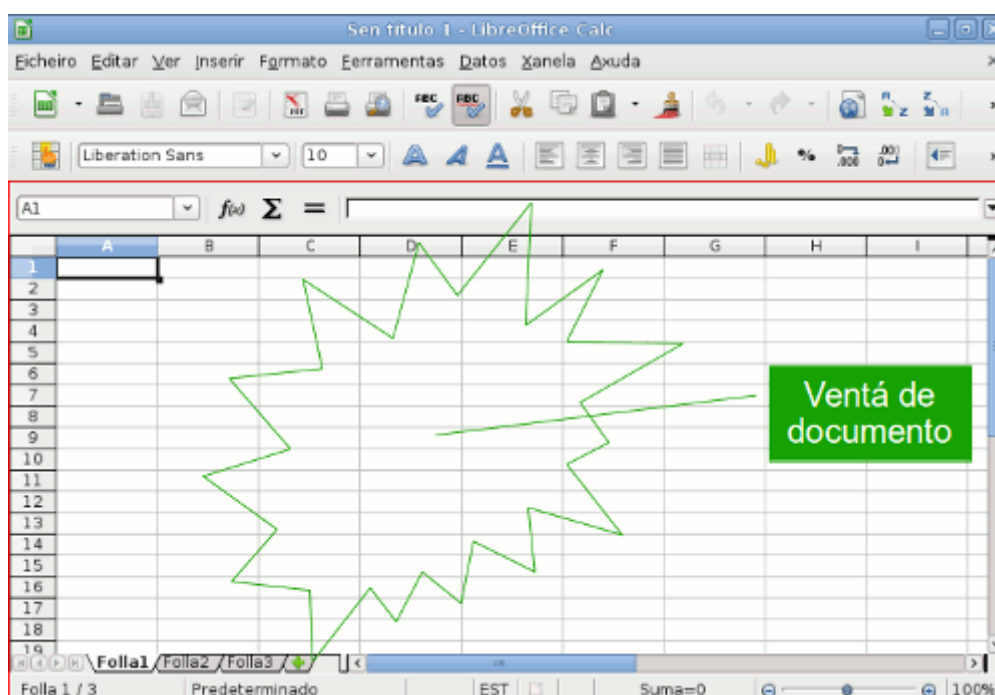 Sen título 1 - LibreOffice Calc
Eicheiro Editar Ver Inserir Formato Ferramentas Datos Xanela Axuda
Liberation Sans 10
A1 f(x) Σ =
A B C D E F G H I
1
2
3
4
5
6
7
8
9
10
11
12
13
14
15
16
17
18
19
Ventá de
documento
Folla1 Folla2 Folla3
Folla 1 / 3 Predeterminado EST Suma=0 100%